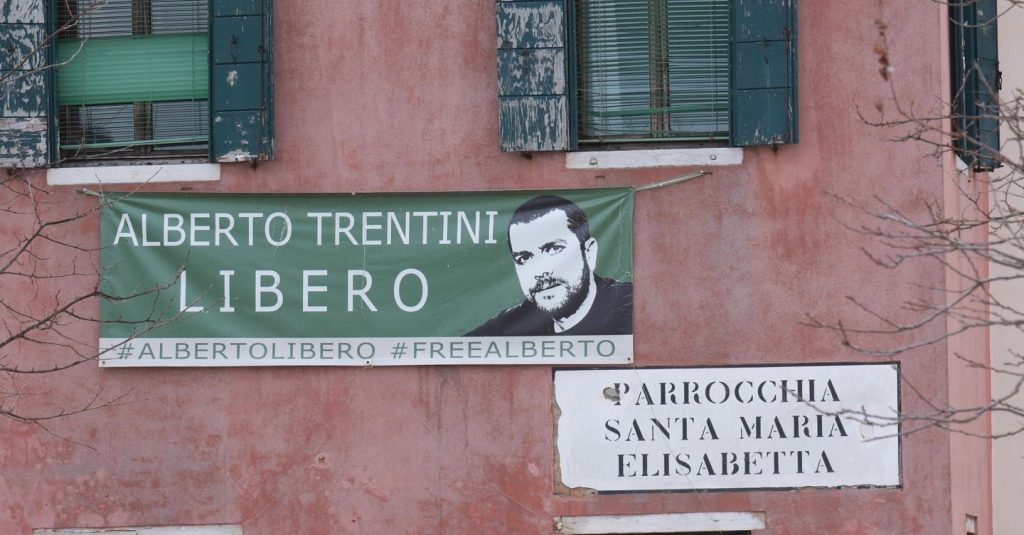 ALBERTO TRENTINI
LIBERO
#ALBERTOLIBERO #FREEALBERTO
PARROCCHIA
SANTA MARIA
ELISABETTA